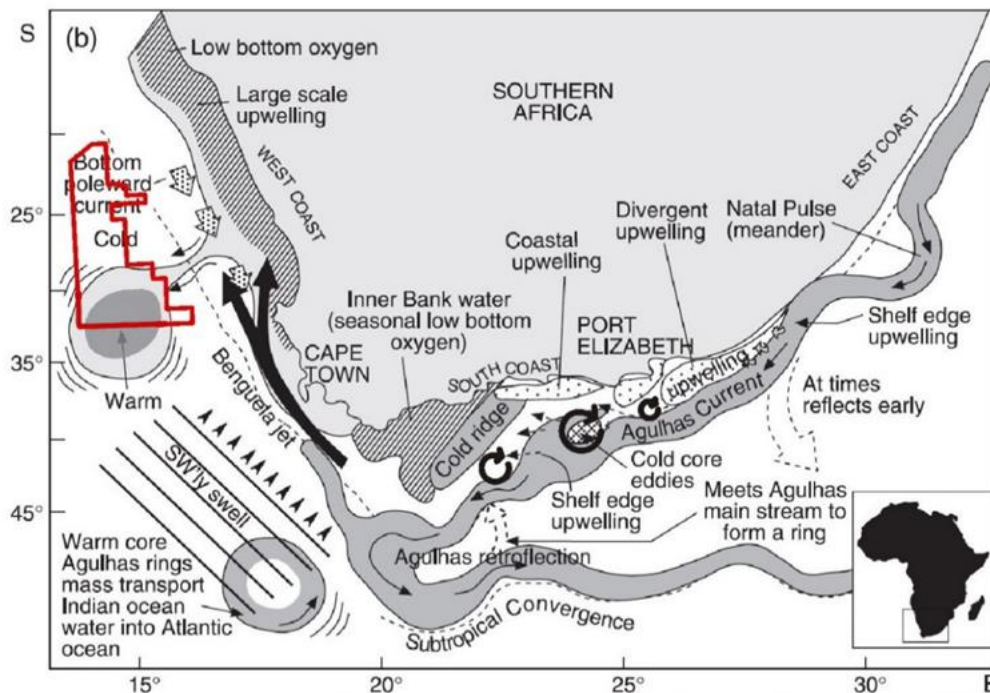 S
(b)
Low bottom oxygen
Large scale
upwelling
SOUTHERN
AFRICA
WEST COAST
EAST COAST
Bottom
poleward
current
Cold
25°
Natal Pulse
(meander)
Divergent
upwelling
Coastal
upwelling
Inner Bank water
(seasonal low bottom
oxygen)
PORT
ELIZABETH
Shelf edge
upwelling
CAPE
TOWN
SOUTH COAST
upwelling
35°
Warm
Benguela jet
Agulhas Current
At times
reflects early
Cold ridge
Cold core
eddies
SW'ly swell
Shelf edge
upwelling
Meets Agulhas
main stream to
form a ring
45°
Warm core
Agulhas rings
mass transport
Indian ocean
water into Atlantic
ocean
Agulhas retroflection
Subtropical Convergence
15°
20°
25°
30°
E